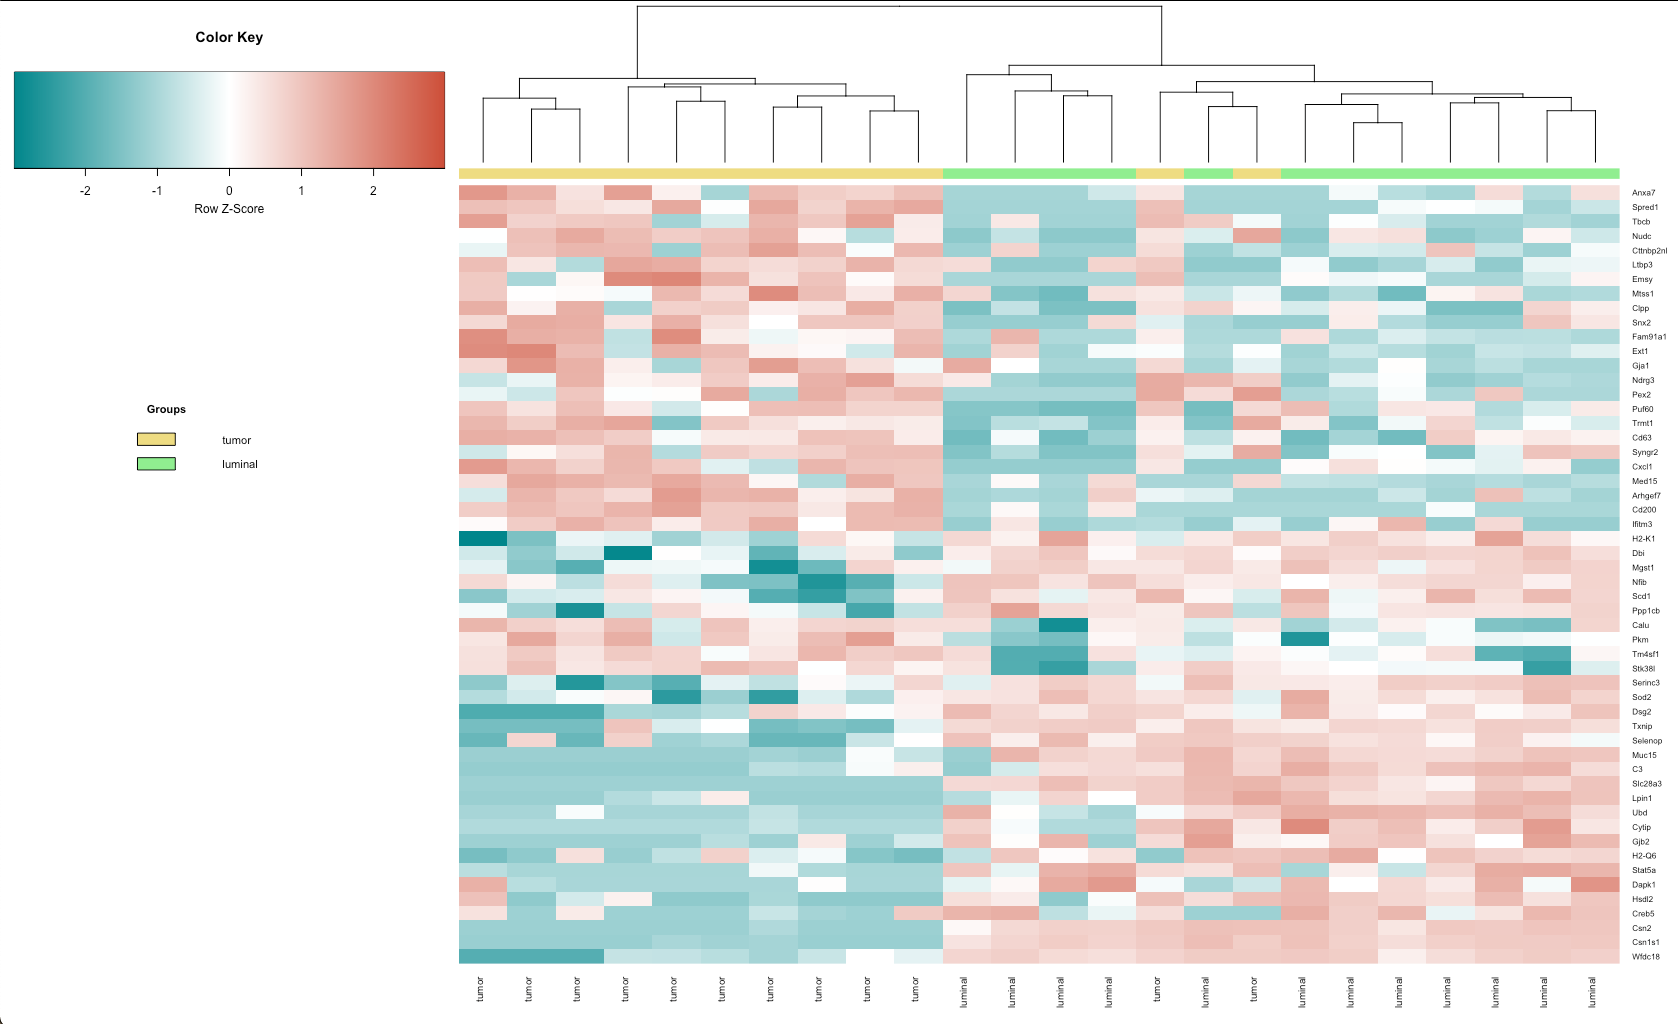 Color Key
-2 -1 0 1 2
Row Z-Score
Groups
tumor
luminal
Anxa7
Spred1
Tbcb
Nudc
Cttnbp2nl
Ltbp3
Emsy
Mtss1
Clpp
Snx2
Fam91a1
Ext1
Gja1
Ndrg3
Pex2
Puf60
Trmt1
Cd63
Syngr2
Cxcl1
Med15
Arhgef7
Cd200
Ifitm3
H2-K1
Dbi
Mgst1
Nfib
Scd1
Ppp1cb
Calu
Pkm
Tm4sf1
Stk38l
Serinc3
Sod2
Dsg2
Txnip
Selenop
Muc15
C3
Slc28a3
Lpin1
Ubd
Cytip
Gjb2
H2-Q6
Stat5a
Dapk1
Hsdl2
Creb5
Csn2
Csn1s1
Wfdc18
tumor tumor tumor tumor tumor tumor tumor tumor tumor tumor luminal luminal luminal luminal tumor luminal tumor luminal luminal luminal luminal luminal luminal luminal